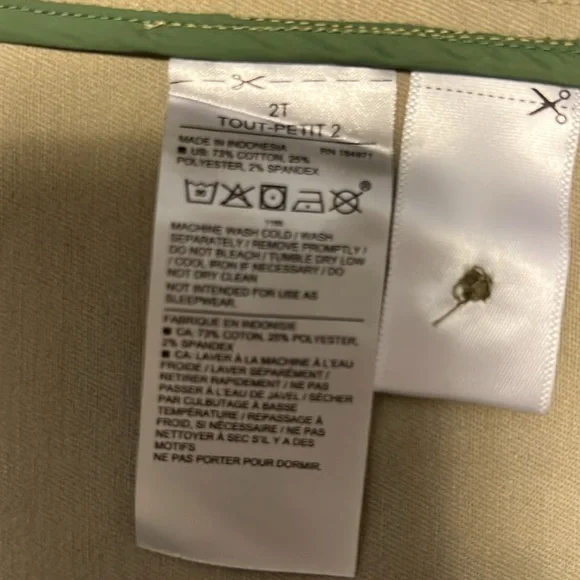 2T
TOUT-PETIT 2
MADE IN INDONESIA RN 164971
■ US: 73% COTTON, 25%
POLYESTER, 2% SPANDEX
MACHINE WASH COLD / WASH
SEPARATELY / REMOVE PROMPTLY /
DO NOT BLEACH / TUMBLE DRY LOW
/ COOL IRON IF NECESSARY / DO
NOT DRY CLEAN
NOT INTENDED FOR USE AS
SLEEPWEAR.
FABRIQUE EN INDONÉSIE
■ CA: 73% COTON, 25% POLYESTER,
2% SPANDEX
■ CA: LAVER À LA MACHINE À L'EAU
FROIDE / LAVER SÉPARÉMENT /
RETIRER RAPIDEMENT / NE PAS
PASSER À L'EAU DE JAVEL / SÉCHER
PAR CULBUTAGE À BASSE
TEMPÉRATURE / REPASSAGE À
FROID, SI NÉCESSAIRE / NE PAS
NETTOYER À SEC S'IL Y A DES
MOTIFS
NE PAS PORTER POUR DORMIR.